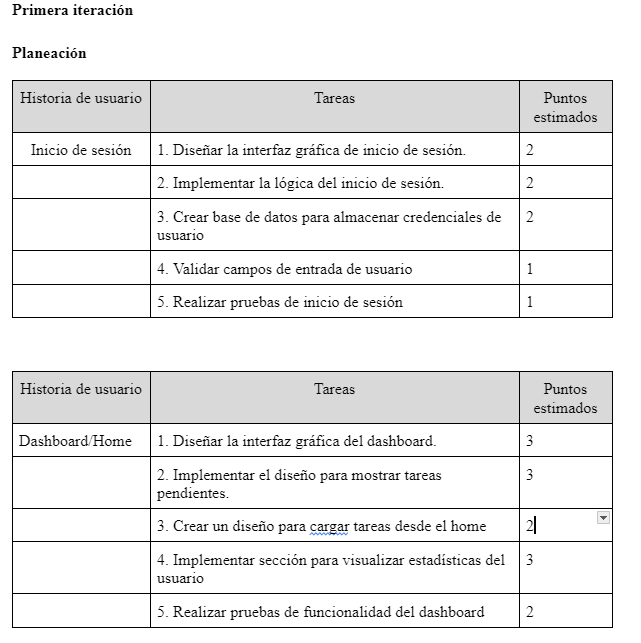 Primera iteración
Planeación
Historia de usuario
Tareas
Puntos
estimados
Inicio de sesión
1. Diseñar la interfaz gráfica de inicio de sesión.
2
2. Implementar la lógica del inicio de sesión.
2
3. Crear base de datos para almacenar credenciales de
usuario
2
4. Validar campos de entrada de usuario
1
5. Realizar pruebas de inicio de sesión
1
Historia de usuario
Tareas
Puntos
estimados
Dashboard/Home
1. Diseñar la interfaz gráfica del dashboard.
3
2. Implementar el diseño para mostrar tareas
pendientes.
3
3. Crear un diseño para cargar tareas desde el home
2
4. Implementar sección para visualizar estadísticas del
usuario
3
5. Realizar pruebas de funcionalidad del dashboard
2